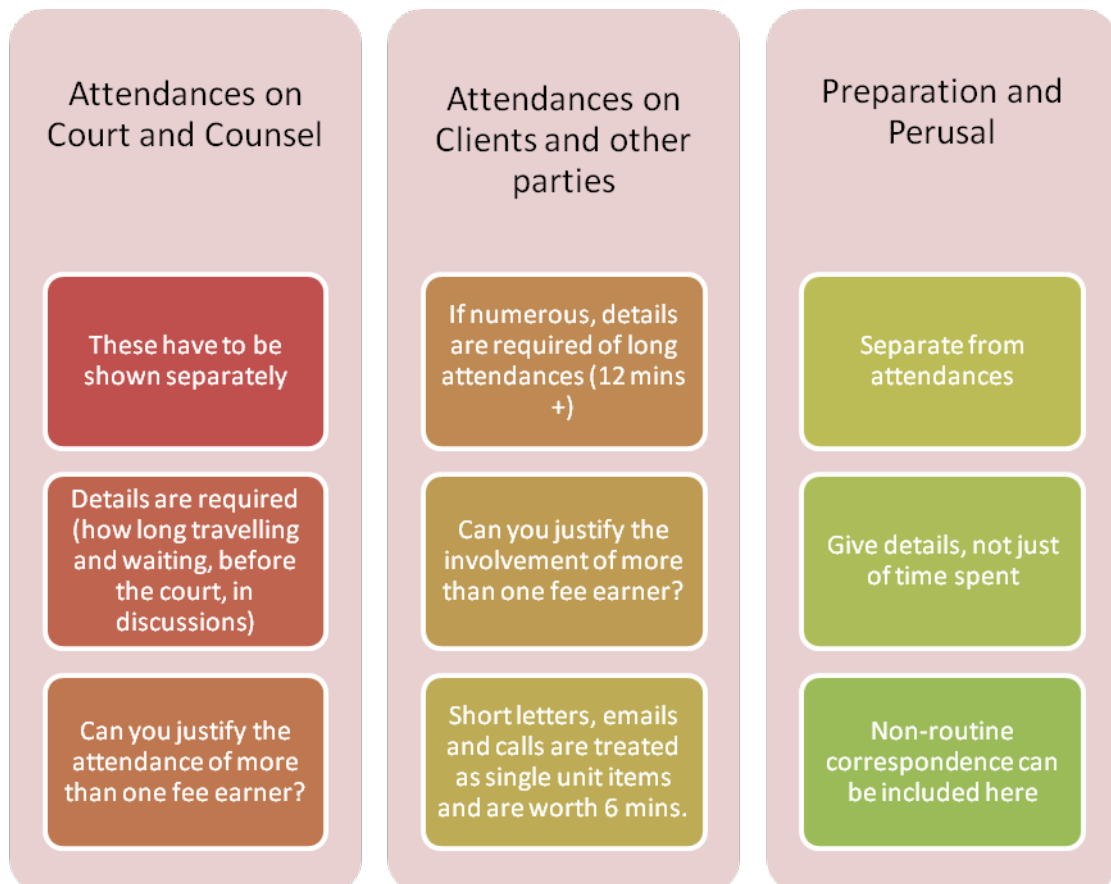 Attendances on
Court and Counsel
These have to be
shown separately
Details are required
(how long travelling
and waiting, before
the court, in
discussions)
Can you justify the
attendance of more
than one fee earner?
Attendances on
Clients and other
parties
If numerous, details
are required of long
attendances (12 mins
+)
Can you justify the
involvement of more
than one fee earner?
Short letters, emails
and calls are treated
as single unit items
and are worth 6 mins.
Preparation and
Perusal
Separate from
attendances
Give details, not just
of time spent
Non-routine
correspondence can
be included here